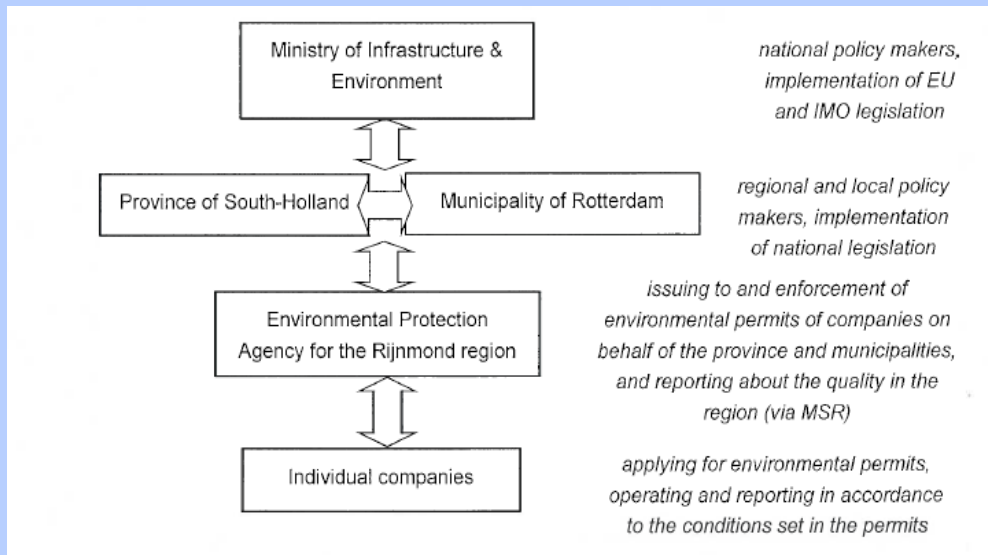 Ministry of Infrastructure &
Environment
national policy makers,
implementation of EU
and IMO legislation
Province of South-Holland
Municipality of Rotterdam
regional and local policy
makers, implementation
of national legislation
Environmental Protection
Agency for the Rijnmond region
issuing to and enforcement of
environmental permits of companies on
behalf of the province and municipalities,
and reporting about the quality in the
region (via MSR)
Individual companies
applying for environmental permits,
operating and reporting in accordance
to the conditions set in the permits